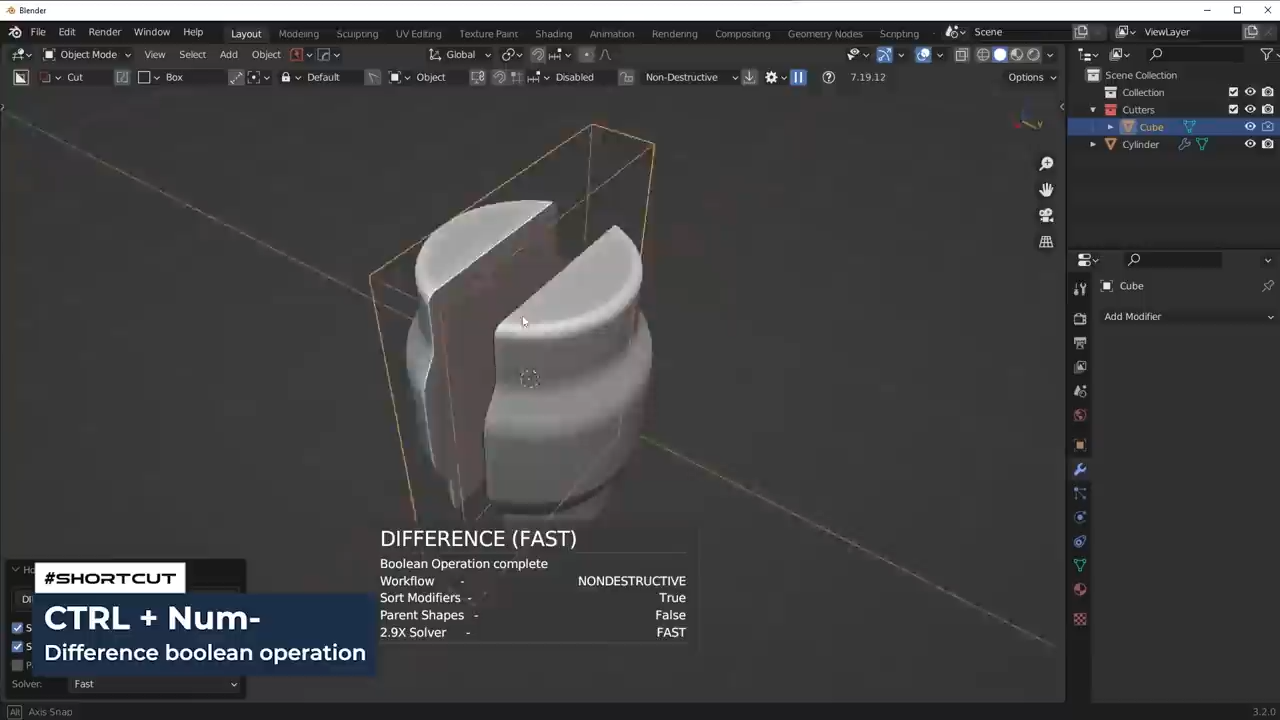 Blender
File Edit Render Window Help Layout Modeling Sculpting UV Editing Texture Paint Shading Animation Rendering Compositing Geometry Nodes Scripting Scene ViewLayer
Object Mode View Select Add Object Global
Cut Box Default Object Disabled Non-Destructive 7.19.12 Options
Scene Collection
Collection
Cutters
Cube
Cylinder
Cube
Add Modifier
DIFFERENCE (FAST)
Boolean Operation complete
Workflow - NONDESTRUCTIVE
Sort Modifiers - True
Parent Shapes - False
2.9X Solver - FAST
#SHORTCUT
CTRL + Num-
Difference boolean operation
Solver: Fast
Alt Axis Snap 3.2.0